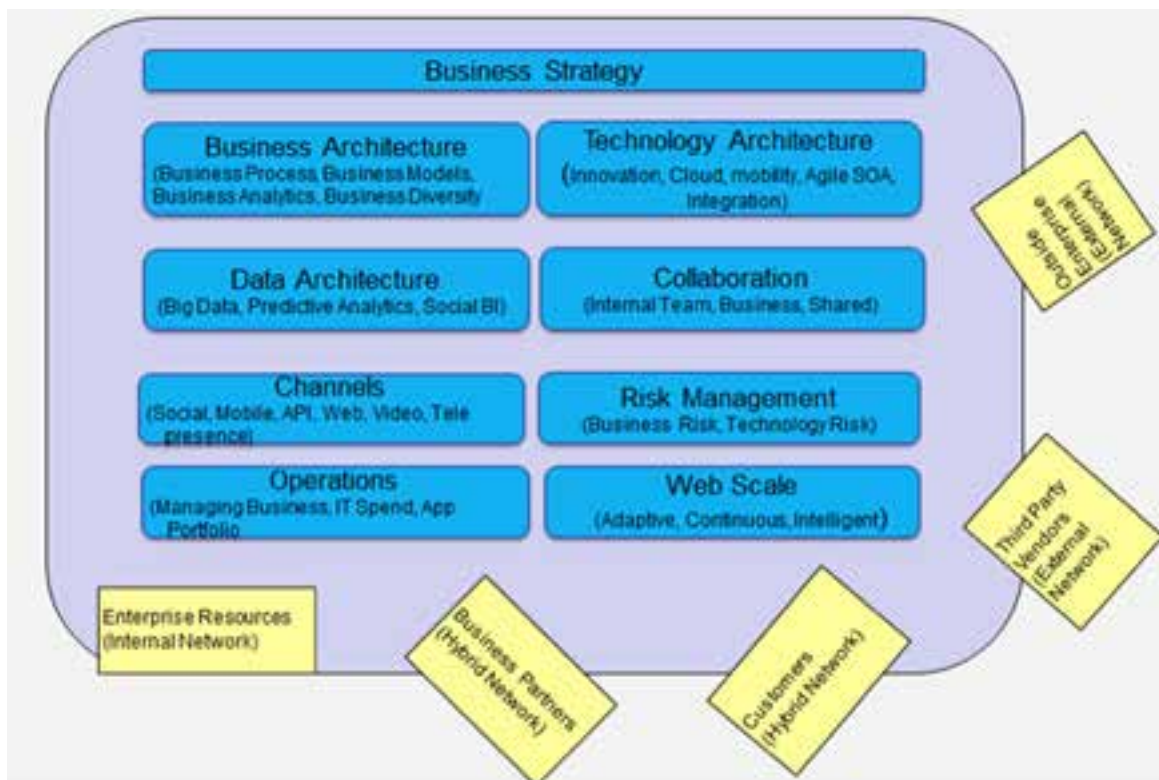 Business Strategy
Business Architecture
(Business Process, Business Models,
Business Analytics, Business Diversity
Technology Architecture
(Innovation, Cloud, mobility, Agile SOA,
Integration)
Data Architecture
(Big Data, Predictive Analytics, Social BI)
Collaboration
(Internal Team, Business, Shared)
Channels
(Social, Mobile, API, Web, Video, Tele
presence)
Risk Management
(Business Risk, Technology Risk)
Operations
(Managing Business, IT Spend, App
Portfolio
Web Scale
(Adaptive, Continuous, Intelligent)
Outside
Enterprise
(External
Network)
Third Party
Vendors
(External
Network)
Enterprise Resources
(Internal Network)
Business Partners
(Hybrid Network)
Customers
(Hybrid Network)